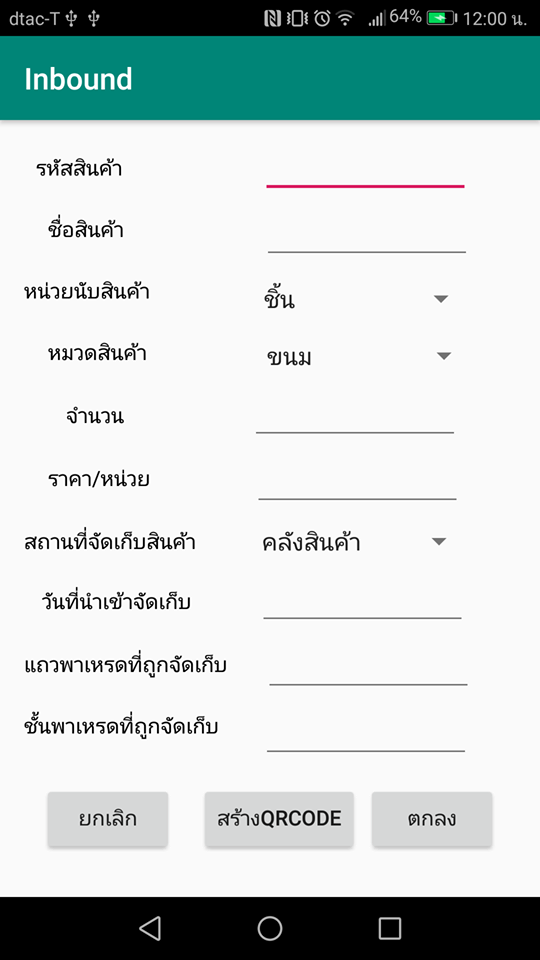 dtac-T 64% 12:00 น.
Inbound
รหัสสินค้า
ชื่อสินค้า
หน่วยนับสินค้า ชิ้น
หมวดสินค้า ขนม
จำนวน
ราคา/หน่วย
สถานที่จัดเก็บสินค้า คลังสินค้า
วันที่นำเข้าจัดเก็บ
แถวพาเหรดที่ถูกจัดเก็บ
ชั้นพาเหรดที่ถูกจัดเก็บ
ยกเลิก สร้างQRCODE ตกลง